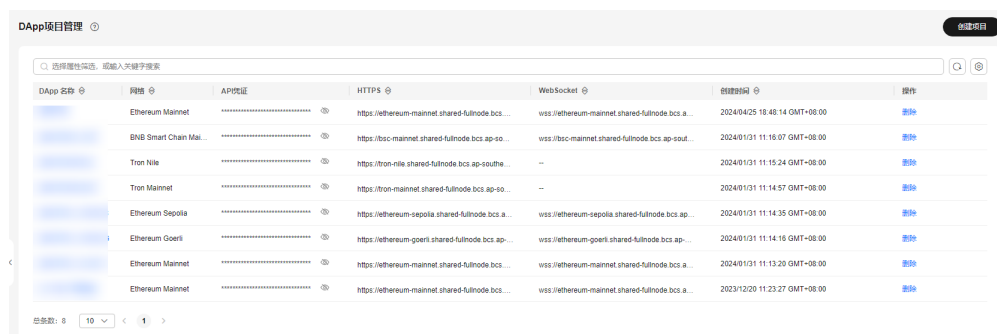 DApp项目管理
创建项目
选择属性筛选，或输入关键字搜索
DApp 名称 网络 API凭证 HTTPS WebSocket 创建时间 操作
Ethereum Mainnet ****************************** https://ethereum-mainnet.shared-fullnode.bcs.... wss://ethereum-mainnet.shared-fullnode.bcs.a... 2024/04/25 18:48:14 GMT+08:00 删除
BNB Smart Chain Mai... ****************************** https://bsc-mainnet.shared-fullnode.bcs.ap-so... wss://bsc-mainnet.shared-fullnode.bcs.ap-sout... 2024/01/31 11:16:07 GMT+08:00 删除
Tron Nile ****************************** https://tron-nile.shared-fullnode.bcs.ap-southe... -- 2024/01/31 11:15:24 GMT+08:00 删除
Tron Mainnet ****************************** https://tron-mainnet.shared-fullnode.bcs.ap-so... -- 2024/01/31 11:14:57 GMT+08:00 删除
Ethereum Sepolia ****************************** https://ethereum-sepolia.shared-fullnode.bcs.a... wss://ethereum-sepolia.shared-fullnode.bcs.ap... 2024/01/31 11:14:35 GMT+08:00 删除
Ethereum Goerli ****************************** https://ethereum-goerli.shared-fullnode.bcs.ap-... wss://ethereum-goerli.shared-fullnode.bcs.ap-... 2024/01/31 11:14:16 GMT+08:00 删除
Ethereum Mainnet ****************************** https://ethereum-mainnet.shared-fullnode.bcs.... wss://ethereum-mainnet.shared-fullnode.bcs.a... 2024/01/31 11:13:20 GMT+08:00 删除
Ethereum Mainnet ****************************** https://ethereum-mainnet.shared-fullnode.bcs.... wss://ethereum-mainnet.shared-fullnode.bcs.a... 2023/12/20 11:23:27 GMT+08:00 删除
总条数：8 10 1